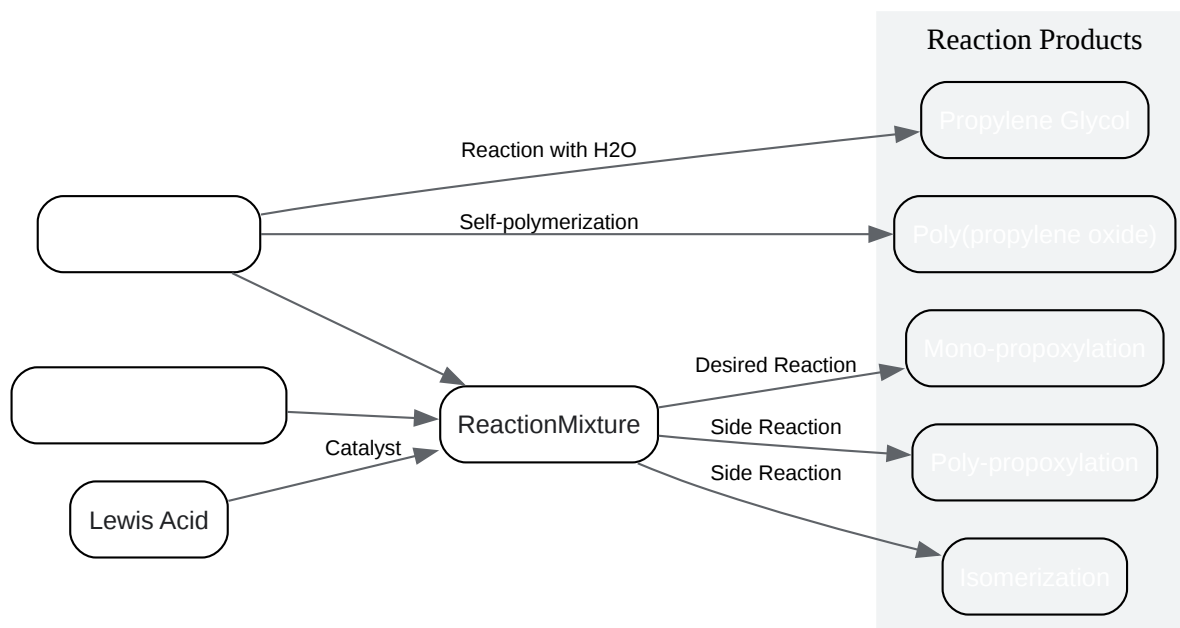 Reaction Products
Propylene Glycol
Reaction with H2O
Self-polymerization
Poly(propylene oxide)
Mono-propoxylation
Desired Reaction
ReactionMixture
Side Reaction
Poly-propoxylation
Catalyst
Side Reaction
Lewis Acid
Isomerization